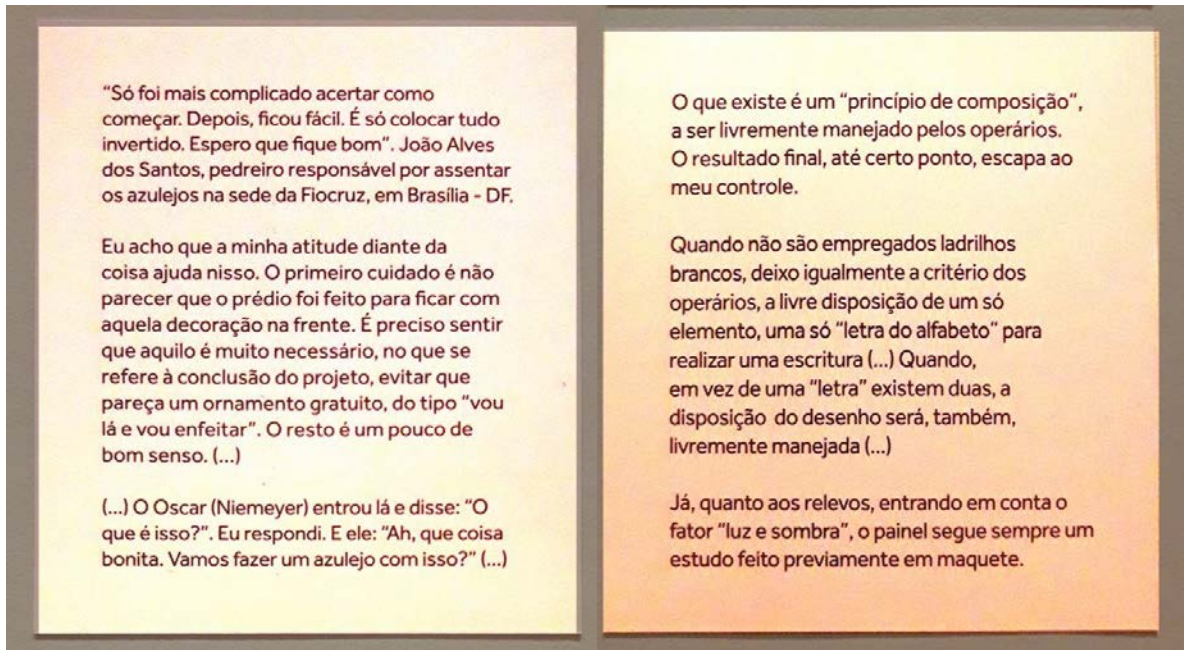 “Só foi mais complicado acertar como
começar. Depois, ficou fácil. É só colocar tudo
invertido. Espero que fique bom”. João Alves
dos Santos, pedreiro responsável por assentar
os azulejos na sede da Fiocruz, em Brasília - DF.
Eu acho que a minha atitude diante da
coisa ajuda nisso. O primeiro cuidado é não
parecer que o prédio foi feito para ficar com
aquela decoração na frente. É preciso sentir
que aquilo é muito necessário, no que se
refere à conclusão do projeto, evitar que
pareça um ornamento gratuito, do tipo “vou
lá e vou enfeitar”. O resto é um pouco de
bom senso. (...)
(...) O Oscar (Niemeyer) entrou lá e disse: “O
que é isso?”. Eu respondi. E ele: “Ah, que coisa
bonita. Vamos fazer um azulejo com isso?” (...)
O que existe é um “princípio de composição”,
a ser livremente manejado pelos operários.
O resultado final, até certo ponto, escapa ao
meu controle.
Quando não são empregados ladrilhos
brancos, deixo igualmente a critério dos
operários, a livre disposição de um só
elemento, uma só “letra do alfabeto” para
realizar uma escritura (...) Quando,
em vez de uma “letra” existem duas, a
disposição do desenho será, também,
livremente manejada (...)
Já, quanto aos relevos, entrando em conta o
fator “luz e sombra”, o painel segue sempre um
estudo feito previamente em maquete.